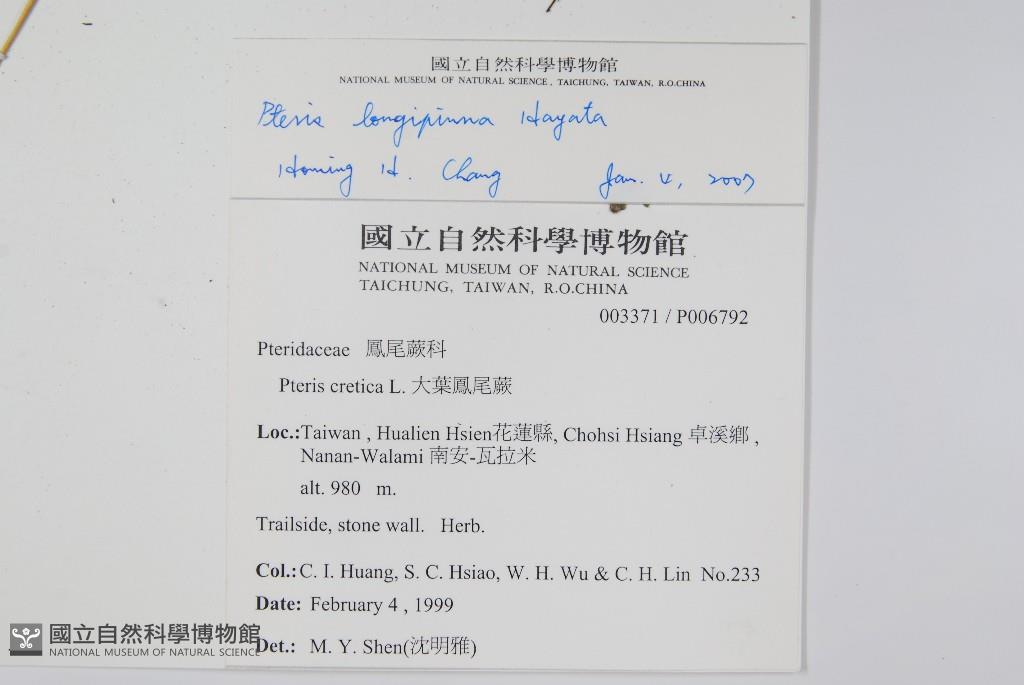 國立自然科學博物館
NATIONAL MUSEUM OF NATURAL SCIENCE, TAICHUNG, TAIWAN, R.O.CHINA
Pteris longipinna Hayata
Homing H. Chang Jan. 4, 2007
國立自然科學博物館
NATIONAL MUSEUM OF NATURAL SCIENCE
TAICHUNG, TAIWAN, R.O.CHINA
003371 / P006792
Pteridaceae 鳳尾蕨科
Pteris cretica L. 大葉鳳尾蕨
Loc.:Taiwan , Hualien Hsien花蓮縣, Chohsi Hsiang 卓溪鄉 ,
Nanan-Walami 南安-瓦拉米
alt. 980 m.
Trailside, stone wall. Herb.
Col.: C. I. Huang, S. C. Hsiao, W. H. Wu & C. H. Lin No.233
Date: February 4 , 1999
Det.: M. Y. Shen(沈明雅)
國立自然科學博物館
NATIONAL MUSEUM OF NATURAL SCIENCE